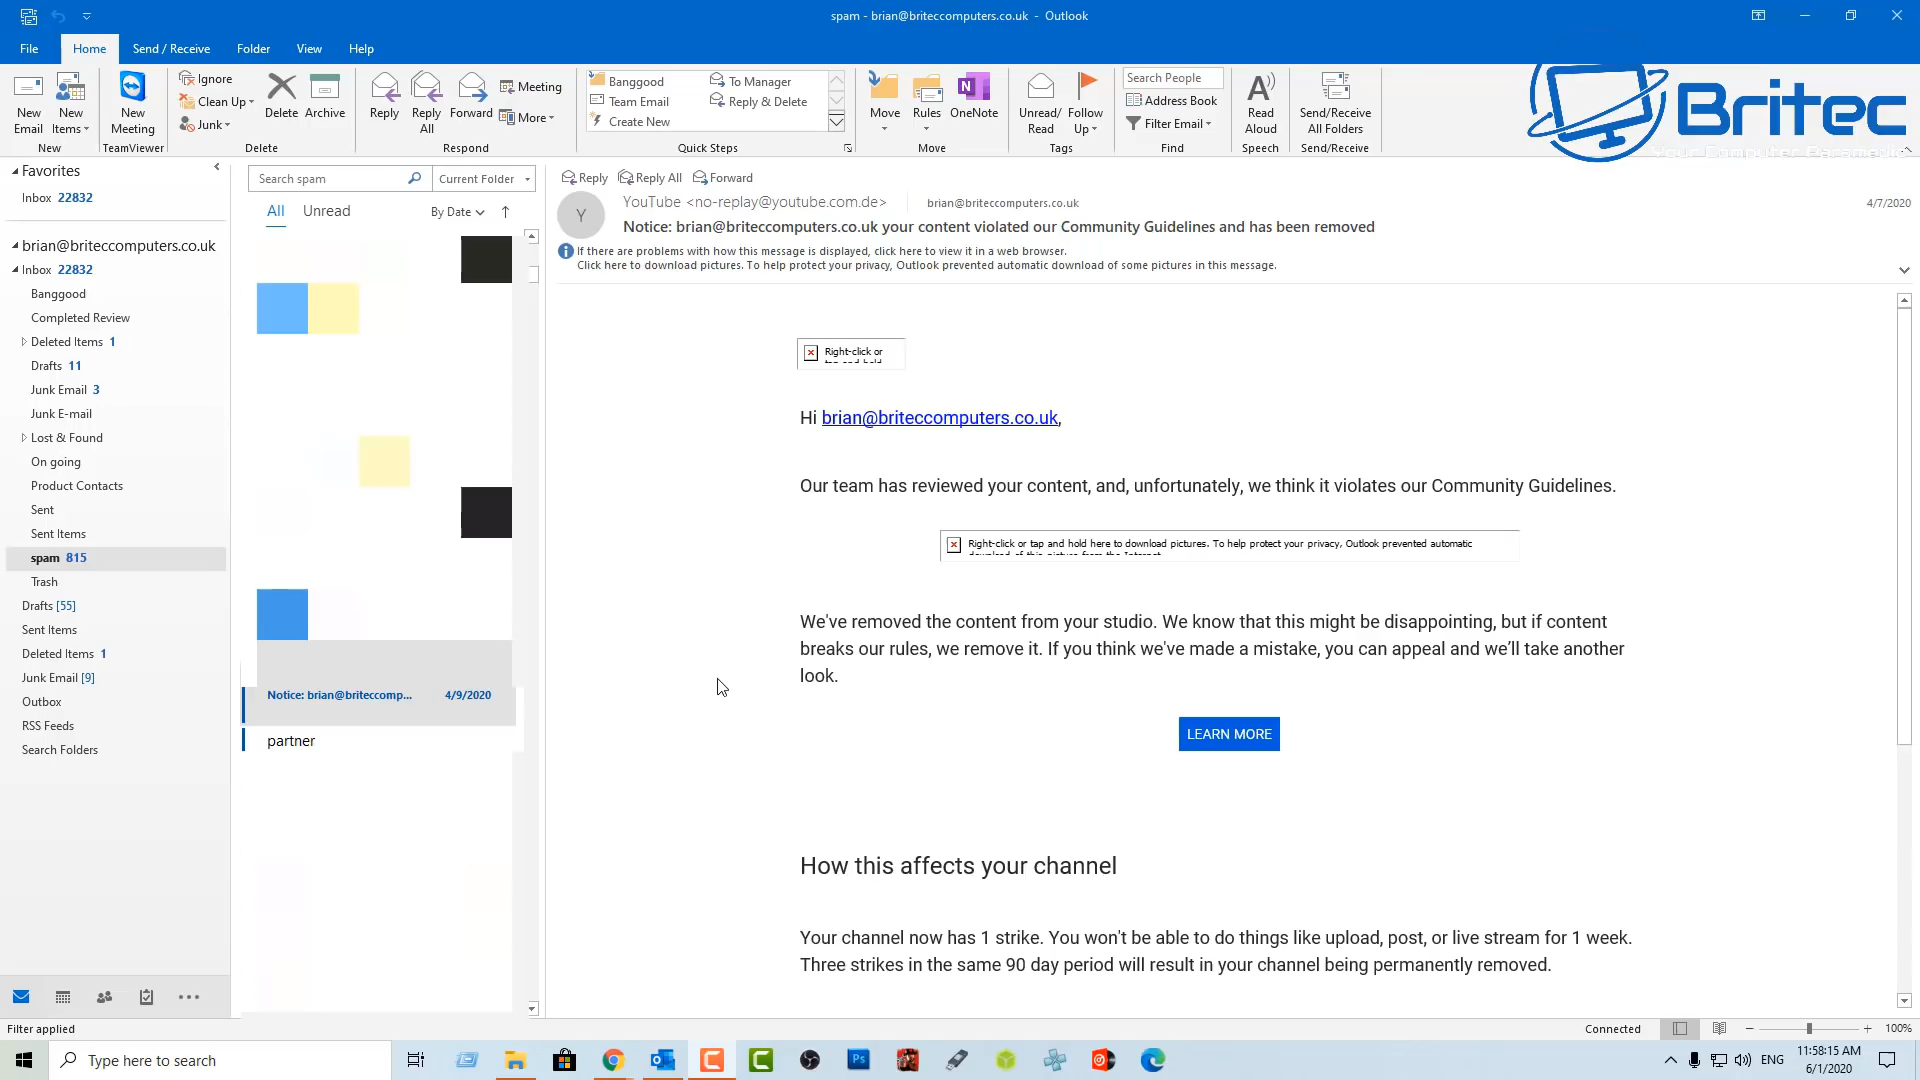 spam - brian@briteccomputers.co.uk - Outlook
File
Home
Send / Receive
Folder
View
Help
New
Email
New
Items
New
New
Meeting
TeamViewer
Ignore
Clean Up
Junk
Delete
Archive
Delete
Reply
Reply
All
Forward
Meeting
More
Respond
Banggood
Team Email
Create New
To Manager
Reply & Delete
Quick Steps
Move
Rules
OneNote
Move
Unread/
Read
Follow
Up
Tags
Search People
Address Book
Filter Email
Find
Read
Aloud
Speech
Send/Receive
All Folders
Send/Receive
Britec
Your Computer Paramedic
Favorites
Inbox 22832
brian@briteccomputers.co.uk
Inbox 22832
Banggood
Completed Review
Deleted Items 1
Drafts 11
Junk Email 3
Junk E-mail
Lost & Found
On going
Product Contacts
Sent
Sent Items
spam 815
Trash
Drafts [55]
Sent Items
Deleted Items 1
Junk Email [9]
Outbox
RSS Feeds
Search Folders
Search spam
Current Folder
All
Unread
By Date
Notice: brian@briteccomp...
4/9/2020
partner
Reply
Reply All
Forward
Y
YouTube <no-replay@youtube.com.de>
brian@briteccomputers.co.uk
4/7/2020
Notice: brian@briteccomputers.co.uk your content violated our Community Guidelines and has been removed
If there are problems with how this message is displayed, click here to view it in a web browser.
Click here to download pictures. To help protect your privacy, Outlook prevented automatic download of some pictures in this message.
Right-click or
tap and hold
Hi brian@briteccomputers.co.uk,
Our team has reviewed your content, and, unfortunately, we think it violates our Community Guidelines.
Right-click or tap and hold here to download pictures. To help protect your privacy, Outlook prevented automatic
download of this picture from the Internet.
We've removed the content from your studio. We know that this might be disappointing, but if content
breaks our rules, we remove it. If you think we've made a mistake, you can appeal and we’ll take another
look.
LEARN MORE
How this affects your channel
Your channel now has 1 strike. You won't be able to do things like upload, post, or live stream for 1 week.
Three strikes in the same 90 day period will result in your channel being permanently removed.
Filter applied
Connected
100%
Type here to search
Ps
ENG
11:58:15 AM
6/1/2020